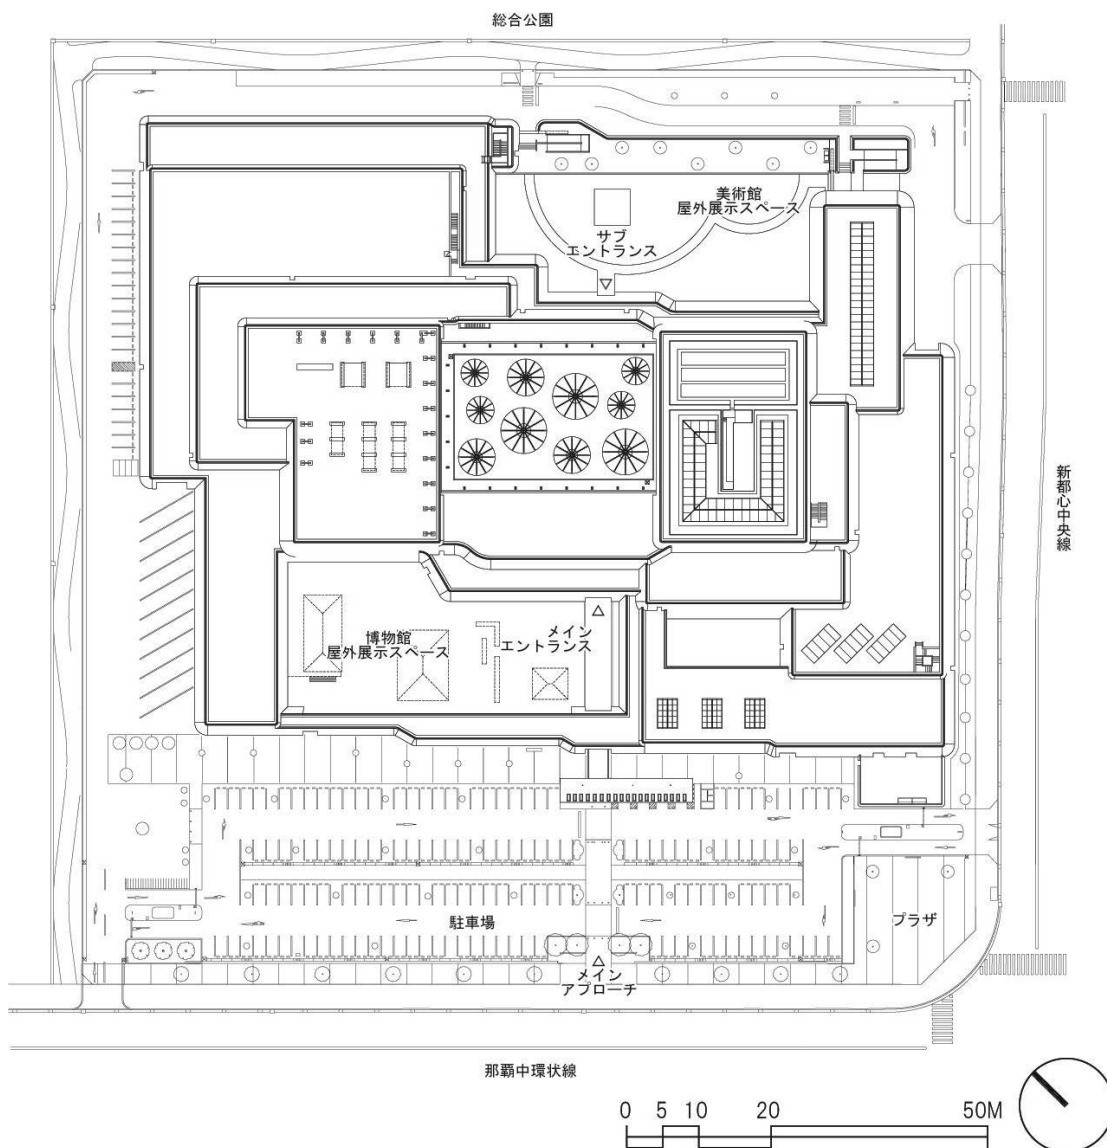 総合公園
美術館
屋外展示スペース
サブ
エントランス
新都心中央線
博物館
屋外展示スペース
メイン
エントランス
駐車場
プラザ
メイン
アプローチ
那覇中環状線
0 5 10 20 50M